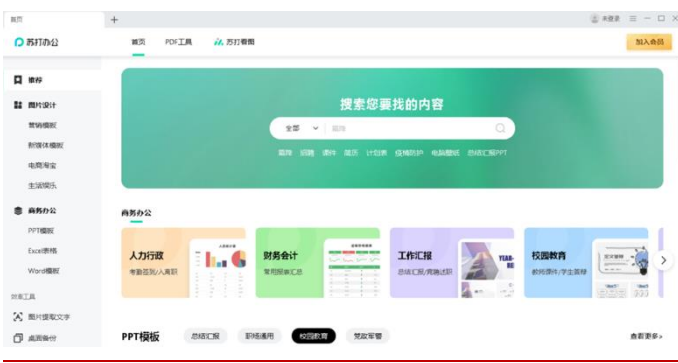 首页
+
未登录
苏打办公
首页 PDF工具 苏打看图
加入会员
推荐
图片设计
营销模板
新媒体模板
电商淘宝
生活娱乐
商务办公
PPT模板
Excel表格
Word模板
图片提取文字
桌面备份
搜索您要找的内容
全部
简历 招聘 课件 简历 计划表 疫情防护 电脑壁纸 总结汇报PPT
商务办公
人力行政
考勤签到/入离职
财务会计
常用报表汇总
工作汇报
总结汇报/竞聘述职
校园教育
教师课件/学生答辩
PPT模板 总结汇报 职场通用 校园教育 党政军警
查看更多>